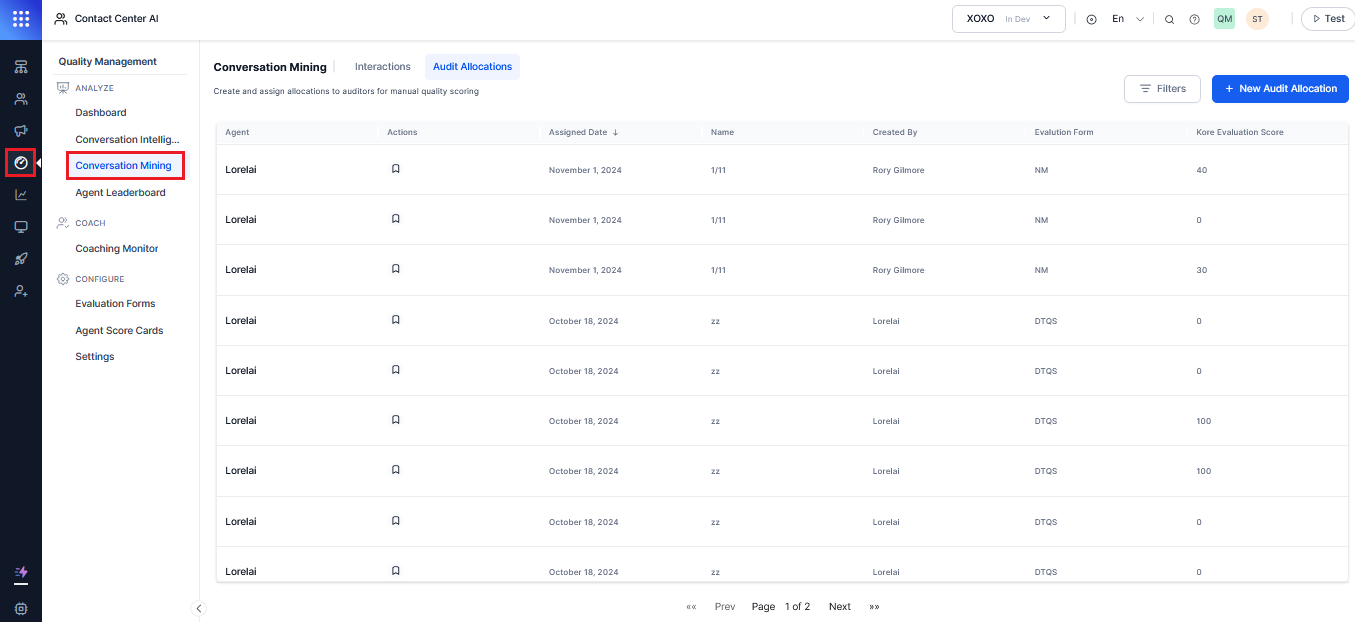 Contact Center AI
XOXO In Dev
En
QM
ST
Test
Quality Management
ANALYZE
Dashboard
Conversation Intellig...
Conversation Mining
Agent Leaderboard
COACH
Coaching Monitor
CONFIGURE
Evaluation Forms
Agent Score Cards
Settings
Conversation Mining
Interactions
Audit Allocations
Create and assign allocations to auditors for manual quality scoring
Filters
+ New Audit Allocation
Agent Actions Assigned Date ↓ Name Created By Evalution Form Kore Evaluation Score
Lorelai November 1, 2024 1/11 Rory Gilmore NM 40
Lorelai November 1, 2024 1/11 Rory Gilmore NM 0
Lorelai November 1, 2024 1/11 Rory Gilmore NM 30
Lorelai October 18, 2024 zz Lorelai DTQS 0
Lorelai October 18, 2024 zz Lorelai DTQS 0
Lorelai October 18, 2024 zz Lorelai DTQS 100
Lorelai October 18, 2024 zz Lorelai DTQS 100
Lorelai October 18, 2024 zz Lorelai DTQS 0
Lorelai October 18, 2024 zz Lorelai DTQS 0
«« Prev Page 1 of 2 Next »»